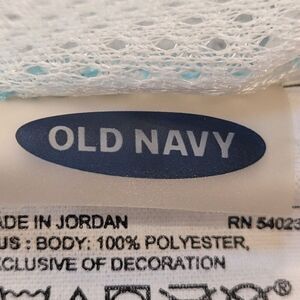 OLD NAVY
ADE IN JORDAN RN 54023
US : BODY: 100% POLYESTER,
XCLUSIVE OF DECORATION